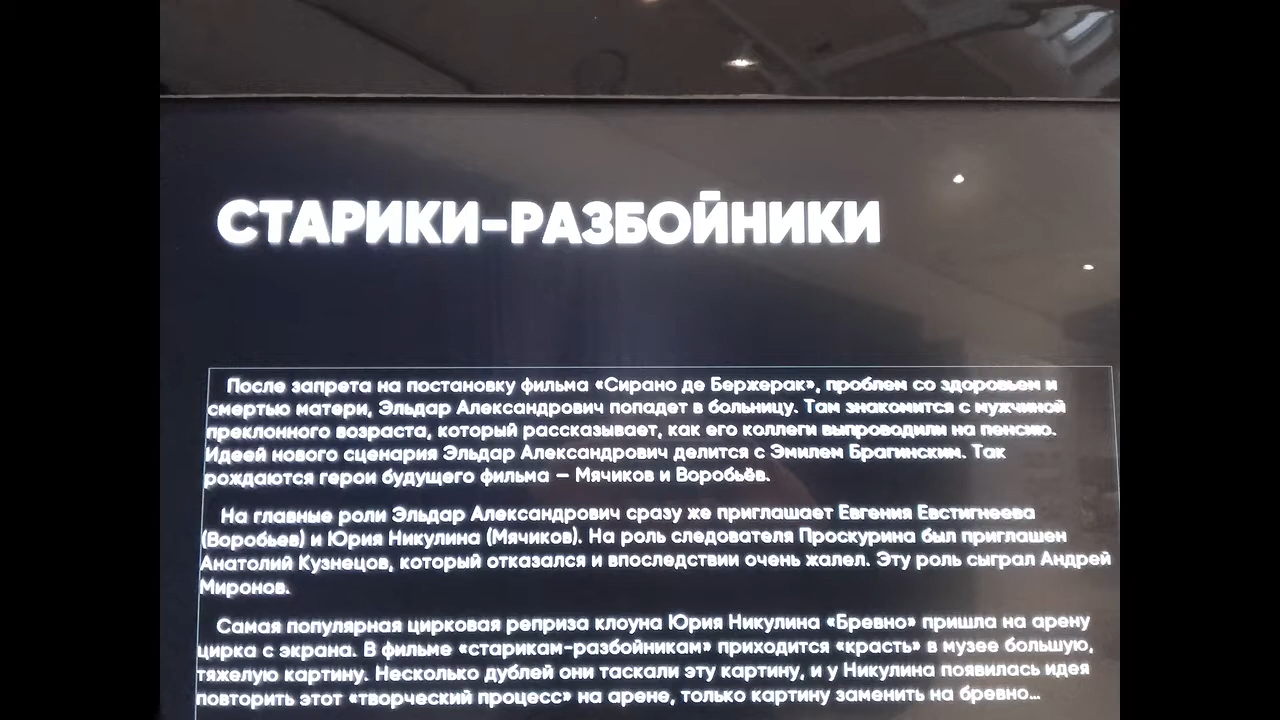 СТАРИКИ-РАЗБОЙНИКИ
После запрета на постановку фильма «Сирано де Бержерак», проблем со здоровьем и
смертью матери, Эльдар Александрович попадет в больницу. Там знакомится с мужчиной
преклонного возраста, который рассказывает, как его коллеги выпроводили на пенсию.
Идеей нового сценария Эльдар Александрович делится с Эмилем Брагинским. Так
рождаются герои будущего фильма – Мячиков и Воробьёв.
На главные роли Эльдар Александрович сразу же приглашает Евгения Евстигнеева
(Воробьев) и Юрия Никулина (Мячиков). На роль следователя Проскурина был приглашен
Анатолий Кузнецов, который отказался и впоследствии очень жалел. Эту роль сыграл Андрей
Миронов.
Самая популярная цирковая реприза клоуна Юрия Никулина «Бревно» пришла на арену
цирка с экрана. В фильме «старикам-разбойникам» приходится «красть» в музее большую,
тяжелую картину. Несколько дублей они таскали эту картину, и у Никулина появилась идея
повторить этот «творческий процесс» на арене, только картину заменить на бревно...